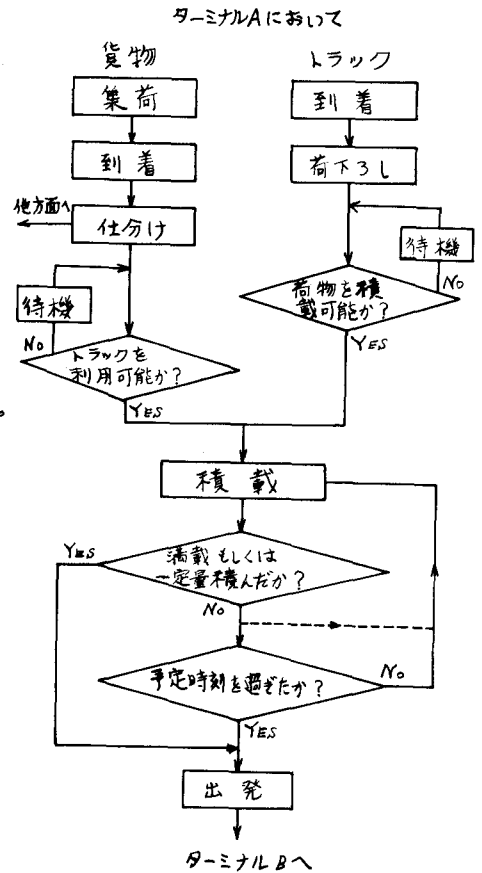 ターミナルAにおいて
貨物
トラック
集荷
到着
到着
荷下ろし
他方面へ
仕分け
待機
待機
NO
荷物を積
載可能か?
NO
YES
トラックを
利用可能か?
YES
積載
満載もしくは
一定量積んだか?
YES
NO
予定時刻を過ぎたか?
NO
YES
出発
ターミナルBへ